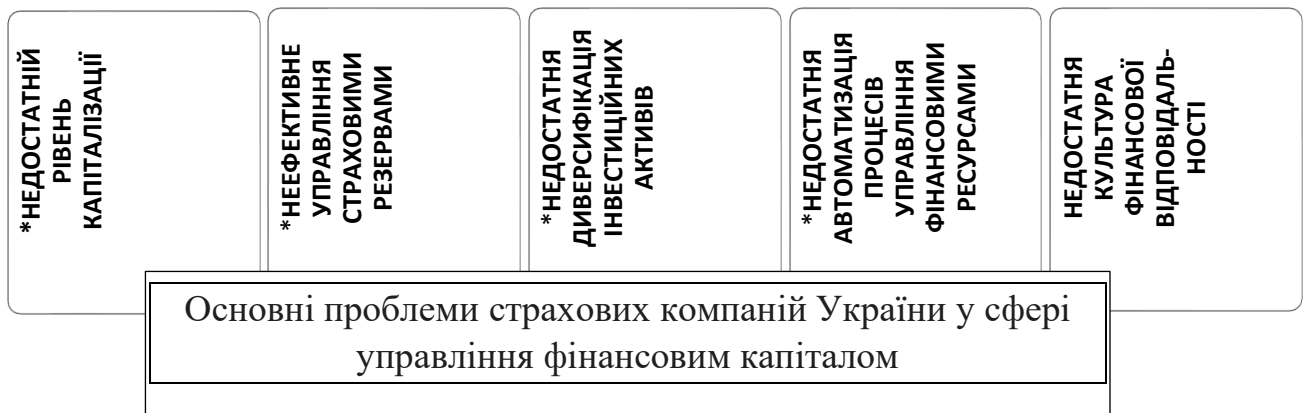 *НЕДОСТАТНІЙ
РІВЕНЬ
КАПІТАЛІЗАЦІЇ
*НЕЕФЕКТИВНЕ
УПРАВЛІННЯ
СТРАХОВИМИ
РЕЗЕРВАМИ
*НЕДОСТАТНЯ
ДИВЕРСИФІКАЦІЯ
ІНВЕСТИЦІЙНИХ
АКТИВІВ
*НЕДОСТАТНЯ
АВТОМАТИЗАЦІЯ
ПРОЦЕСІВ
УПРАВЛІННЯ
ФІНАНСОВИМИ
РЕСУРСАМИ
НЕДОСТАТНЯ
КУЛЬТУРА
ФІНАНСОВОЇ
ВІДПОВІДАЛЬ-
НОСТІ
Основні проблеми страхових компаній України у сфері
управління фінансовим капіталом